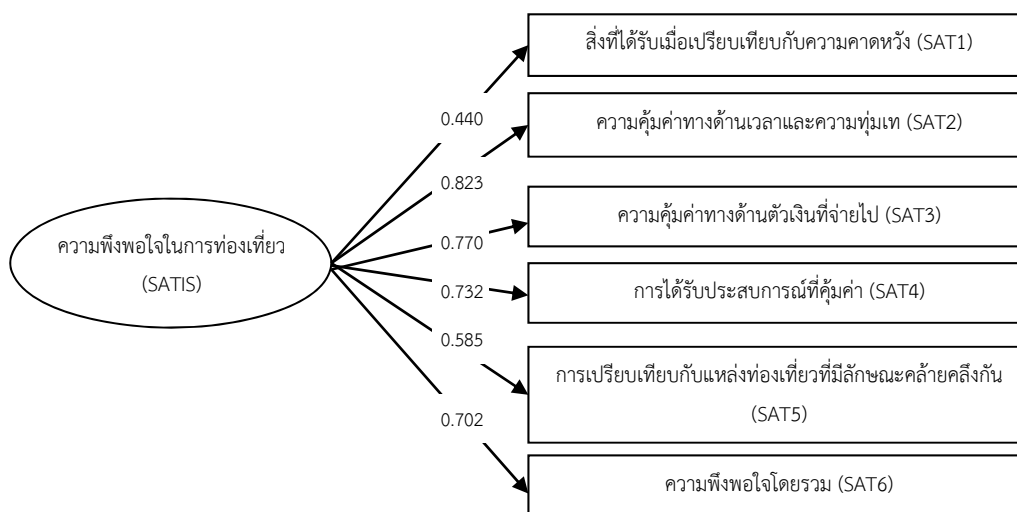 สิ่งที่ได้รับเมื่อเปรียบเทียบกับความคาดหวัง (SAT1)
0.440
ความคุ้มค่าทางด้านเวลาและความทุ่มเท (SAT2)
0.823
ความคุ้มค่าทางด้านตัวเงินที่จ่ายไป (SAT3)
0.770
ความพึงพอใจในการท่องเที่ยว
(SATIS)
0.732
การได้รับประสบการณ์ที่คุ้มค่า (SAT4)
0.585
การเปรียบเทียบกับแหล่งท่องเที่ยวที่มีลักษณะคล้ายคลึงกัน
(SAT5)
0.702
ความพึงพอใจโดยรวม (SAT6)